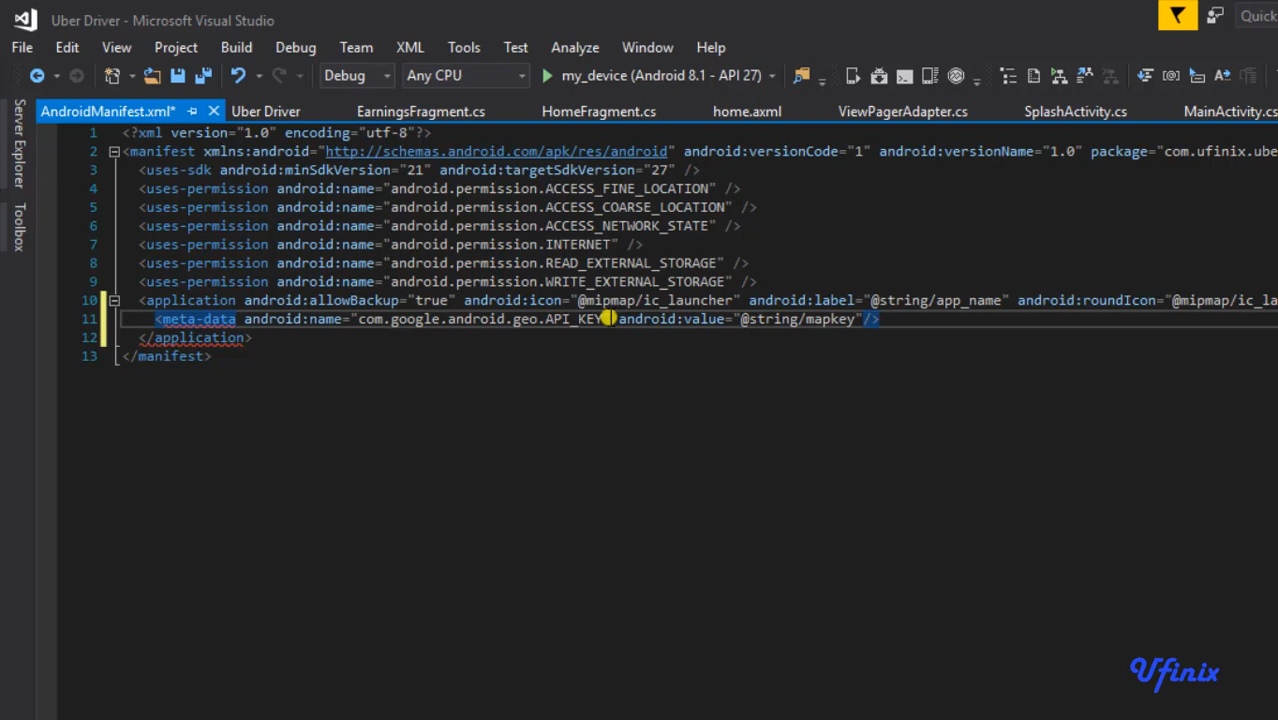 Uber Driver - Microsoft Visual Studio
Quick
File Edit View Project Build Debug Team XML Tools Test Analyze Window Help
Debug Any CPU my_device (Android 8.1 - API 27)
AndroidManifest.xml* Uber Driver EarningsFragment.cs HomeFragment.cs home.axml ViewPagerAdapter.cs SplashActivity.cs MainActivity.cs
Server Explorer
Toolbox
1 <?xml version="1.0" encoding="utf-8"?>
2 <manifest xmlns:android="http://schemas.android.com/apk/res/android" android:versionCode="1" android:versionName="1.0" package="com.ufinix.ube
3 <uses-sdk android:minSdkVersion="21" android:targetSdkVersion="27" />
4 <uses-permission android:name="android.permission.ACCESS_FINE_LOCATION" />
5 <uses-permission android:name="android.permission.ACCESS_COARSE_LOCATION" />
6 <uses-permission android:name="android.permission.ACCESS_NETWORK_STATE" />
7 <uses-permission android:name="android.permission.INTERNET" />
8 <uses-permission android:name="android.permission.READ_EXTERNAL_STORAGE" />
9 <uses-permission android:name="android.permission.WRITE_EXTERNAL_STORAGE" />
10 <application android:allowBackup="true" android:icon="@mipmap/ic_launcher" android:label="@string/app_name" android:roundIcon="@mipmap/ic_la
11 <meta-data android:name="com.google.android.geo.API_KEY" android:value="@string/mapkey"/>
12 </application>
13 </manifest>
Ufinix